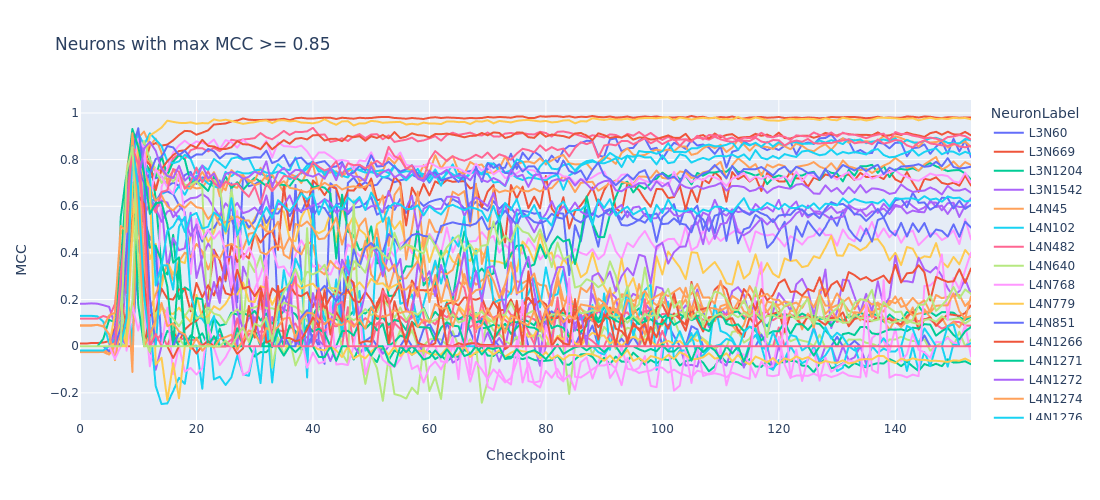 Neurons with max MCC >= 0.85
NeuronLabel
L3N60
L3N669
L3N1204
L3N1542
L4N45
L4N102
L4N482
L4N640
L4N768
L4N779
L4N851
L4N1266
L4N1271
L4N1272
L4N1274
L4N1276
MCC
1
0.8
0.6
0.4
0.2
0
−0.2
0 20 40 60 80 100 120 140
Checkpoint